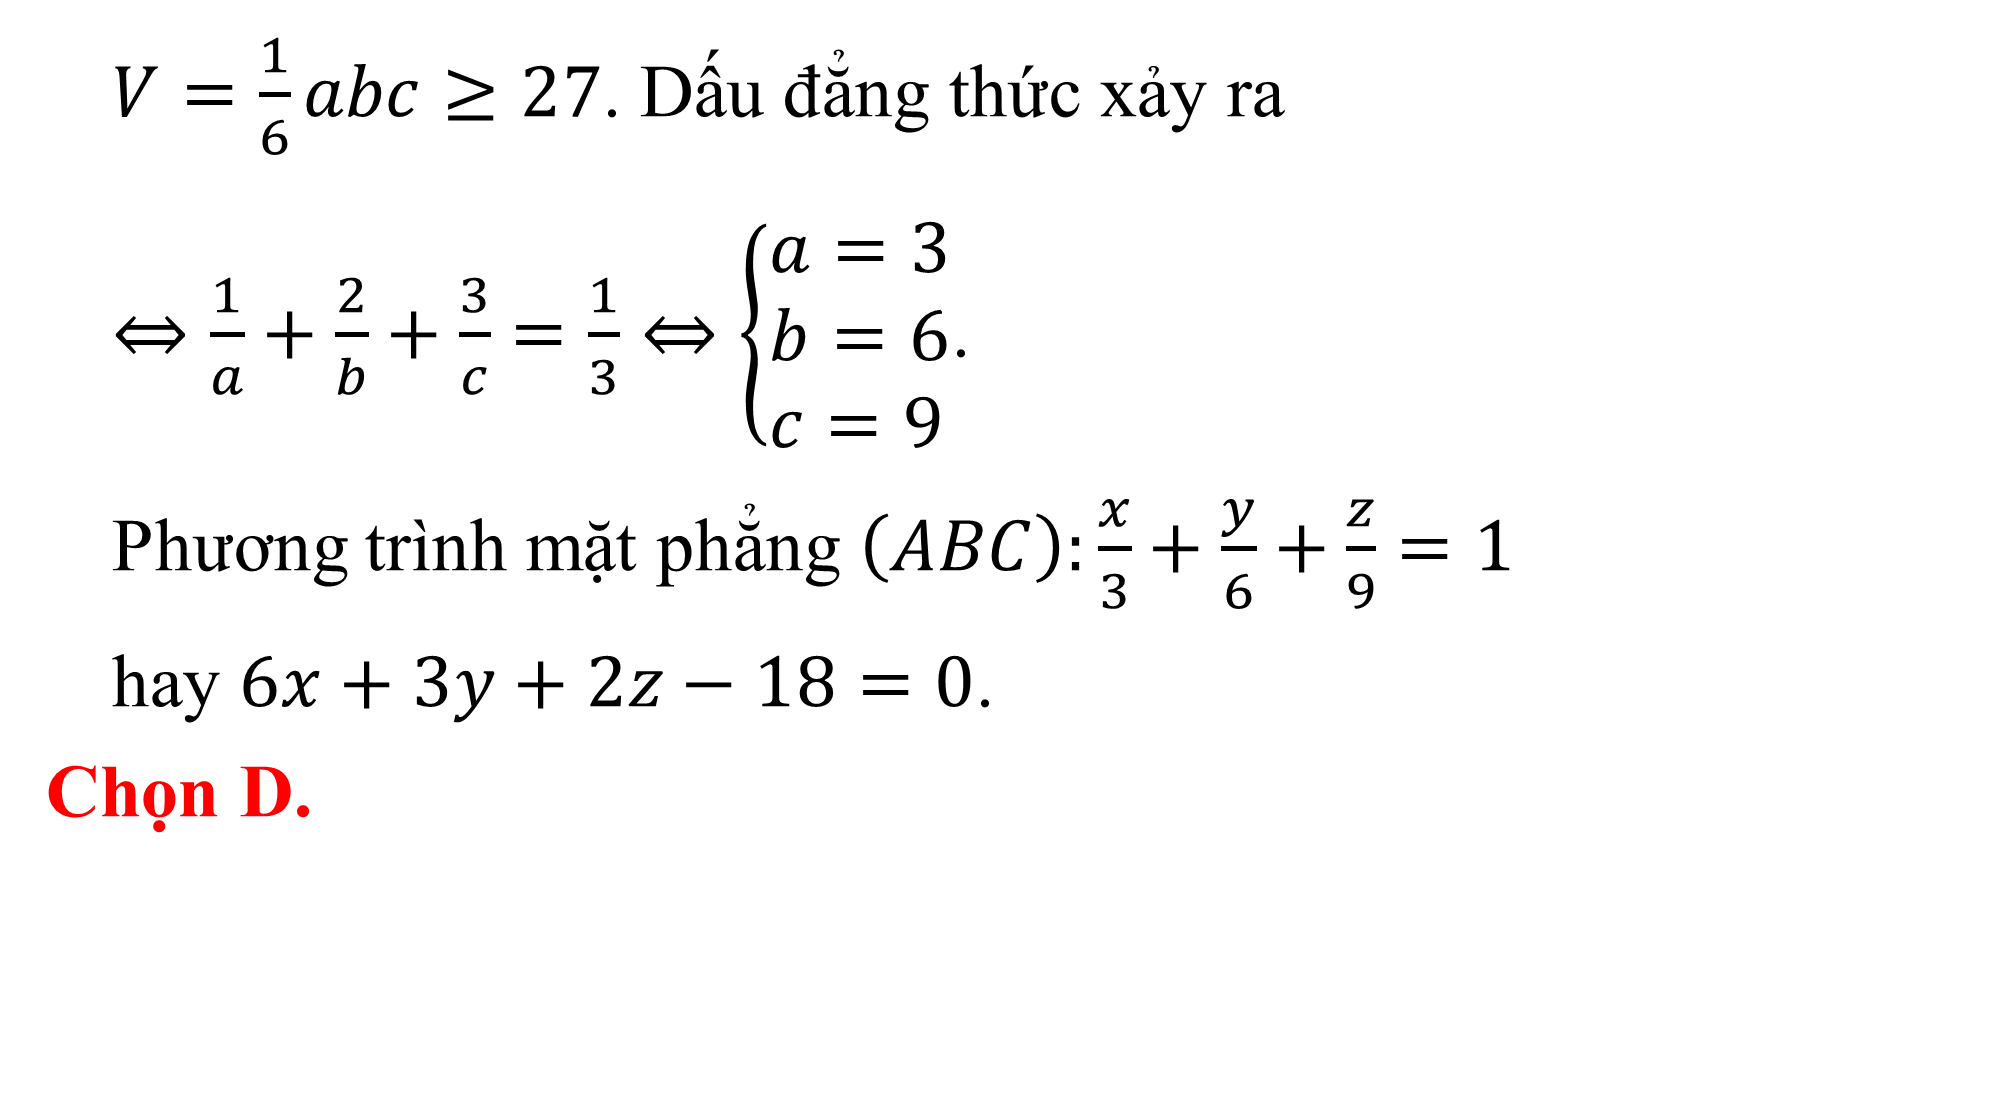 V = 1/6 abc ≥ 27. Dấu đẳng thức xảy ra
⇔ 1/a + 2/b + 3/c = 1/3 ⇔ { a = 3
b = 6.
c = 9
Phương trình mặt phẳng (ABC): x/3 + y/6 + z/9 = 1
hay 6x + 3y + 2z − 18 = 0.
Chọn D.